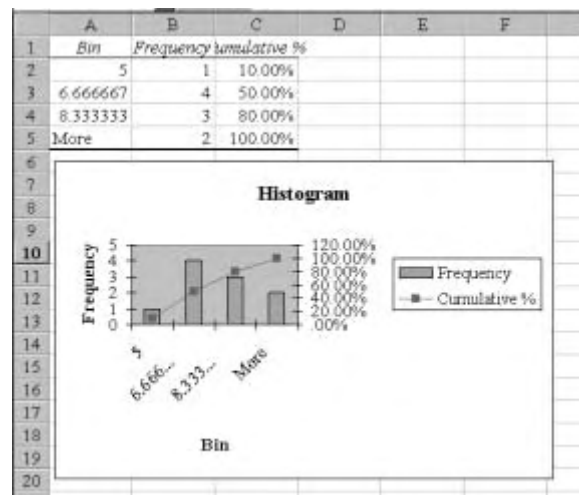 A B C D E F
1 Bin Frequency umulative %
2 5 1 10.00%
3 6.666667 4 50.00%
4 8.333333 3 80.00%
5 More 2 100.00%
6
7
8
9
10
11
12
13
14
15
16
17
18
19
20
Histogram
Frequency
5
4
3
2
1
0
120.00%
100.00%
80.00%
60.00%
40.00%
20.00%
.00%
5
6.666...
8.333...
More
Bin
Frequency
Cumulative %